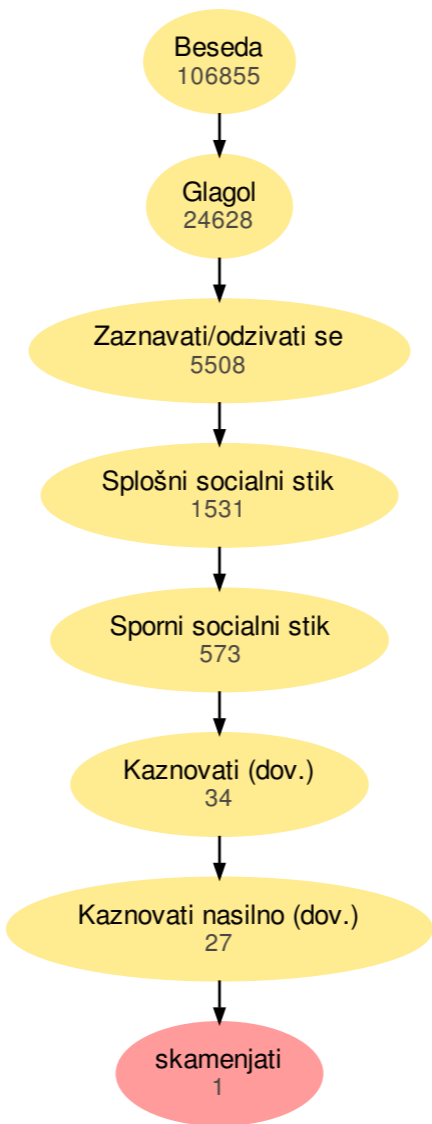 Beseda
106855
Glagol
24628
Zaznavati/odzivati se
5508
Splošni socialni stik
1531
Sporni socialni stik
573
Kaznovati (dov.)
34
Kaznovati nasilno (dov.)
27
skamenjati
1